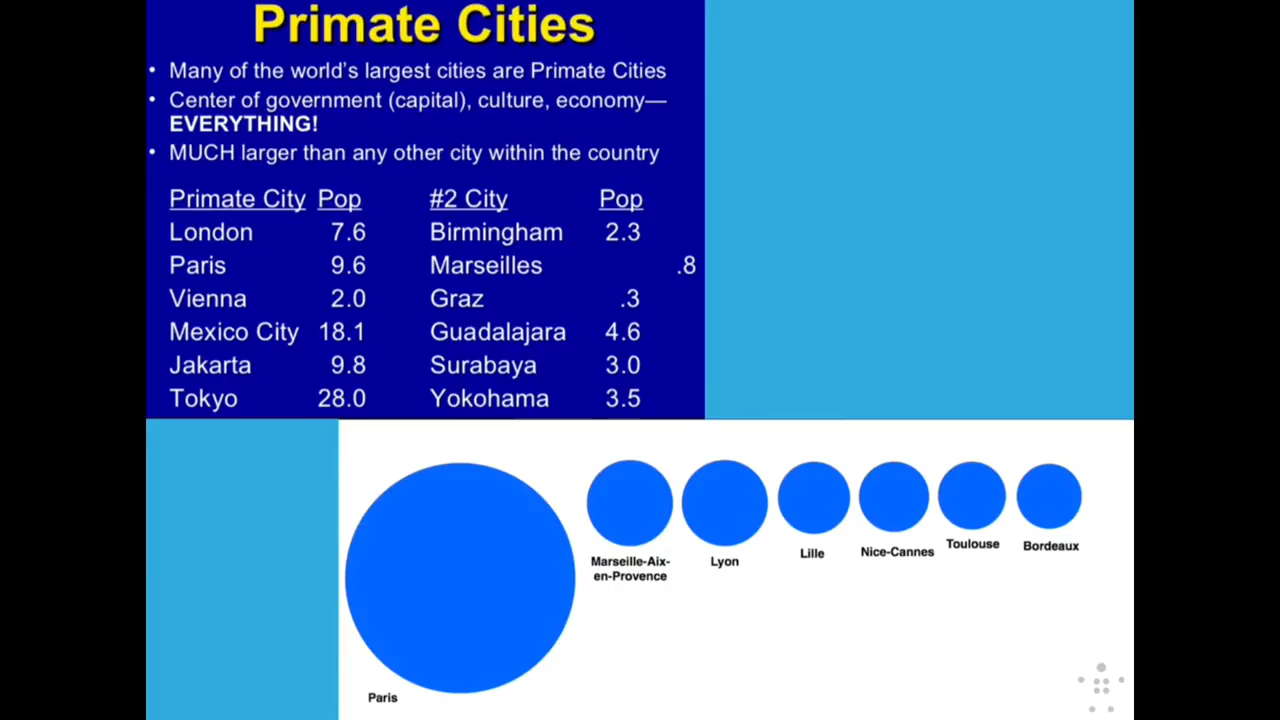 Primate Cities
• Many of the world's largest cities are Primate Cities
• Center of government (capital), culture, economy—
EVERYTHING!
• MUCH larger than any other city within the country
Primate City Pop #2 City Pop
London 7.6 Birmingham 2.3
Paris 9.6 Marseilles .8
Vienna 2.0 Graz .3
Mexico City 18.1 Guadalajara 4.6
Jakarta 9.8 Surabaya 3.0
Tokyo 28.0 Yokohama 3.5
Marseille-Aix-
en-Provence
Lyon
Lille
Nice-Cannes
Toulouse
Bordeaux
Paris